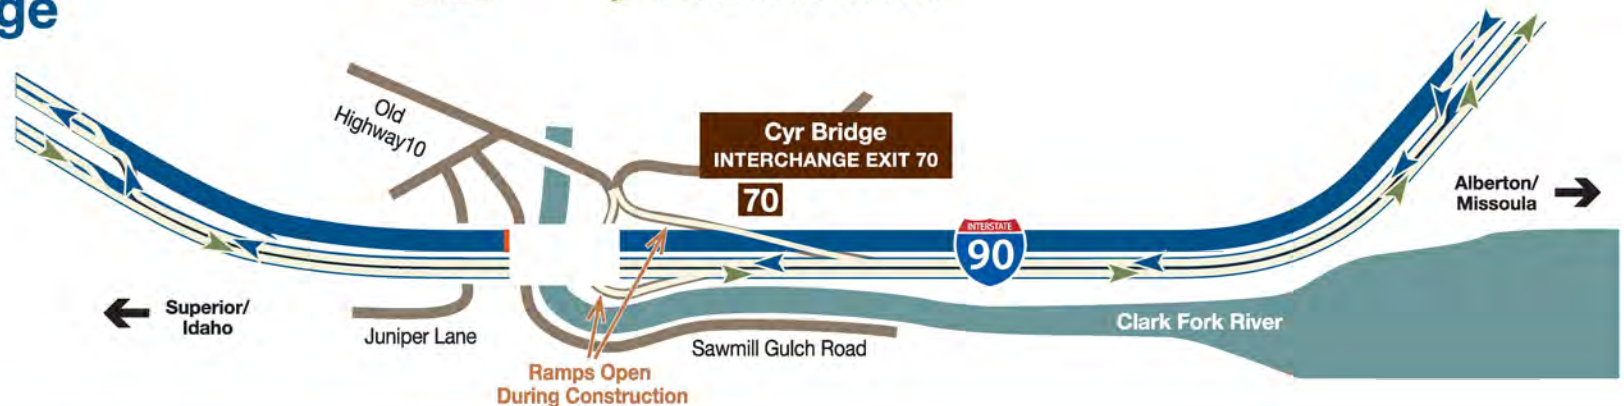 Old
Highway10
Cyr Bridge
INTERCHANGE EXIT 70
70
INTERSTATE
90
Alberton/
Missoula
Superior/
Idaho
Juniper Lane
Clark Fork River
Sawmill Gulch Road
Ramps Open
During Construction